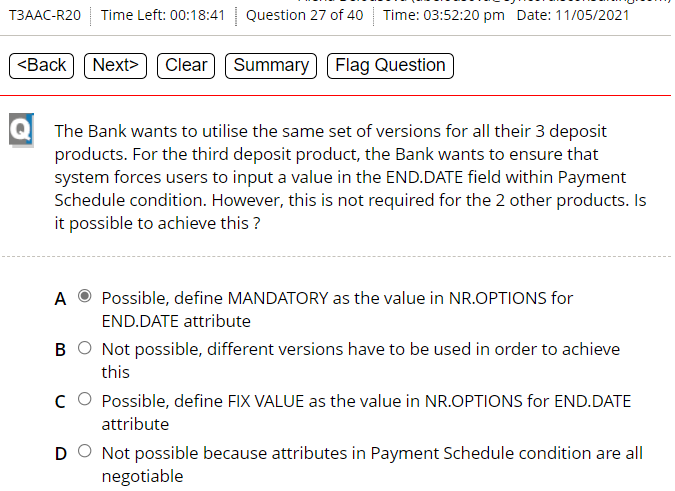 T3AAC-R20 Time Left: 00:18:41 Question 27 of 40 Time: 03:52:20 pm Date: 11/05/2021
<Back Next> Clear Summary Flag Question
Q The Bank wants to utilise the same set of versions for all their 3 deposit
products. For the third deposit product, the Bank wants to ensure that
system forces users to input a value in the END.DATE field within Payment
Schedule condition. However, this is not required for the 2 other products. Is
it possible to achieve this ?
A Possible, define MANDATORY as the value in NR.OPTIONS for
END.DATE attribute
B Not possible, different versions have to be used in order to achieve
this
C Possible, define FIX VALUE as the value in NR.OPTIONS for END.DATE
attribute
D Not possible because attributes in Payment Schedule condition are all
negotiable